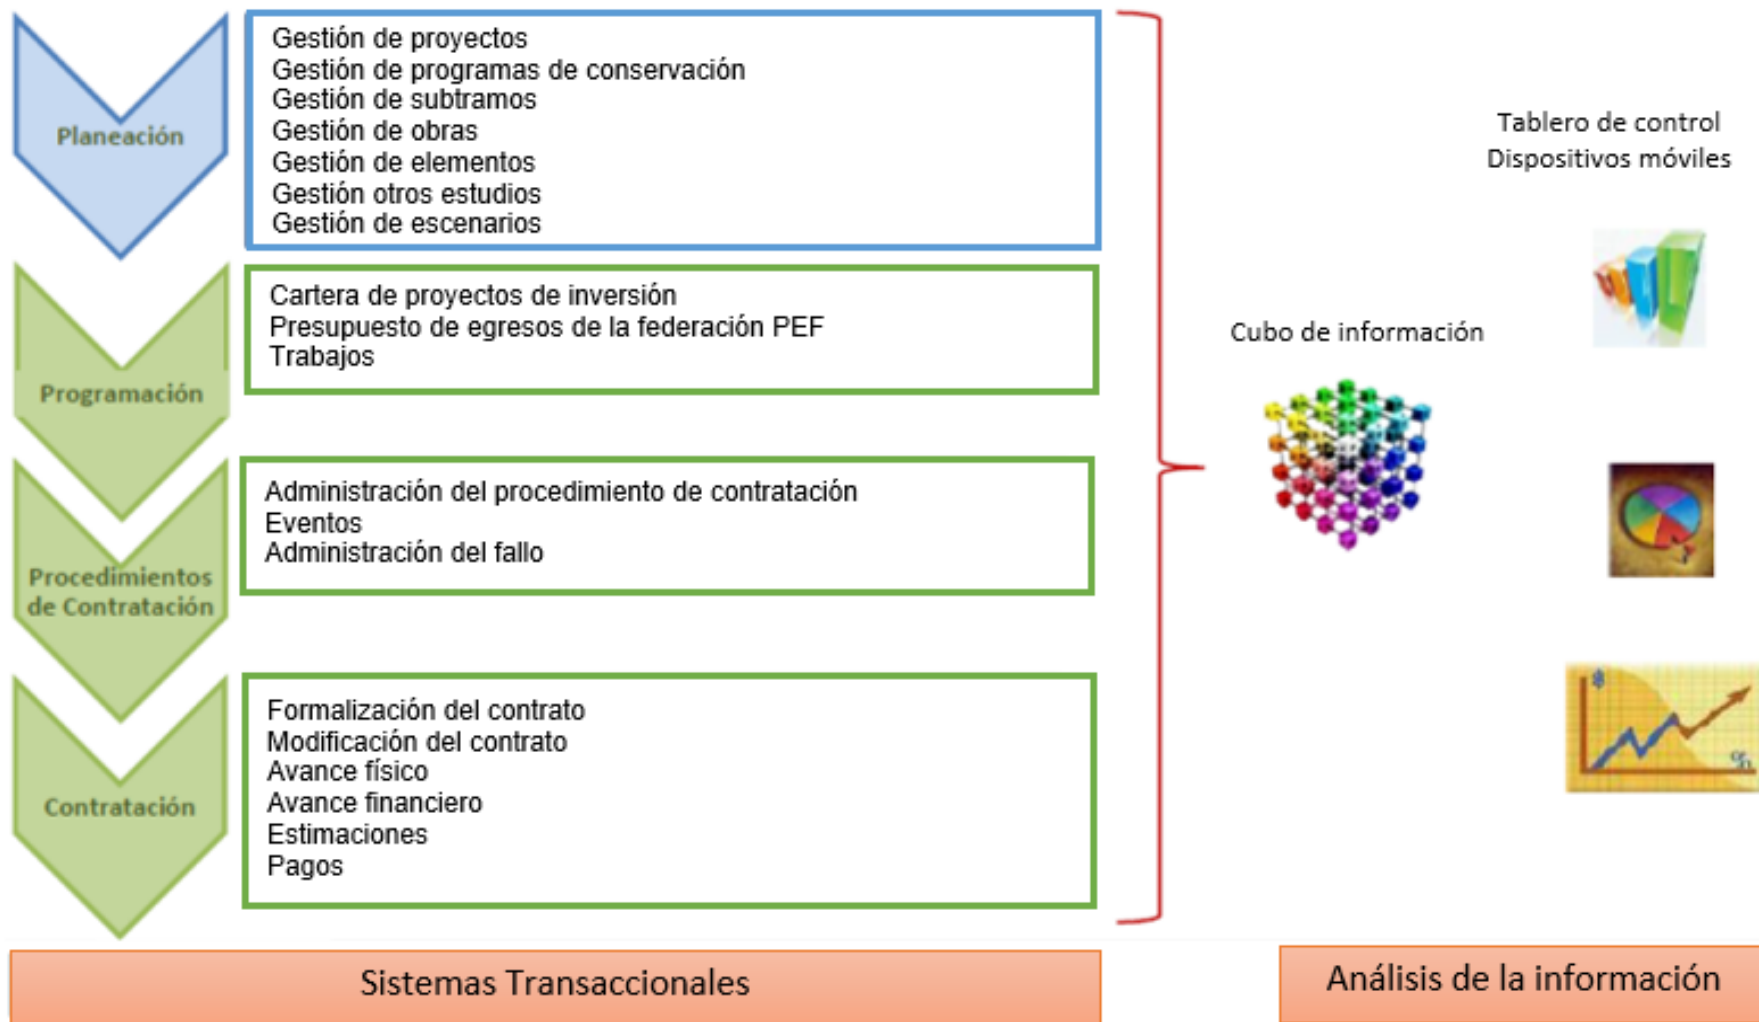 Planeación
Gestión de proyectos
Gestión de programas de conservación
Gestión de subtramos
Gestión de obras
Gestión de elementos
Gestión otros estudios
Gestión de escenarios
Programación
Cartera de proyectos de inversión
Presupuesto de egresos de la federación PEF
Trabajos
Procedimientos
de Contratación
Administración del procedimiento de contratación
Eventos
Administración del fallo
Contratación
Formalización del contrato
Modificación del contrato
Avance físico
Avance financiero
Estimaciones
Pagos
Sistemas Transaccionales
Cubo de información
Tablero de control
Dispositivos móviles
Análisis de la información